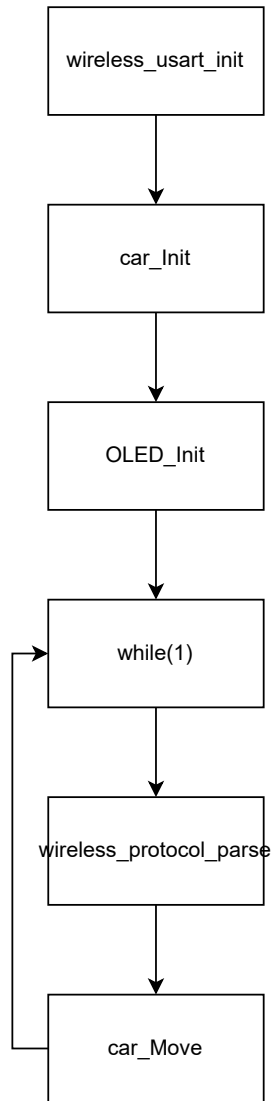 wireless_usart_init
car_Init
OLED_Init
while(1)
wireless_protocol_parse
car_Move